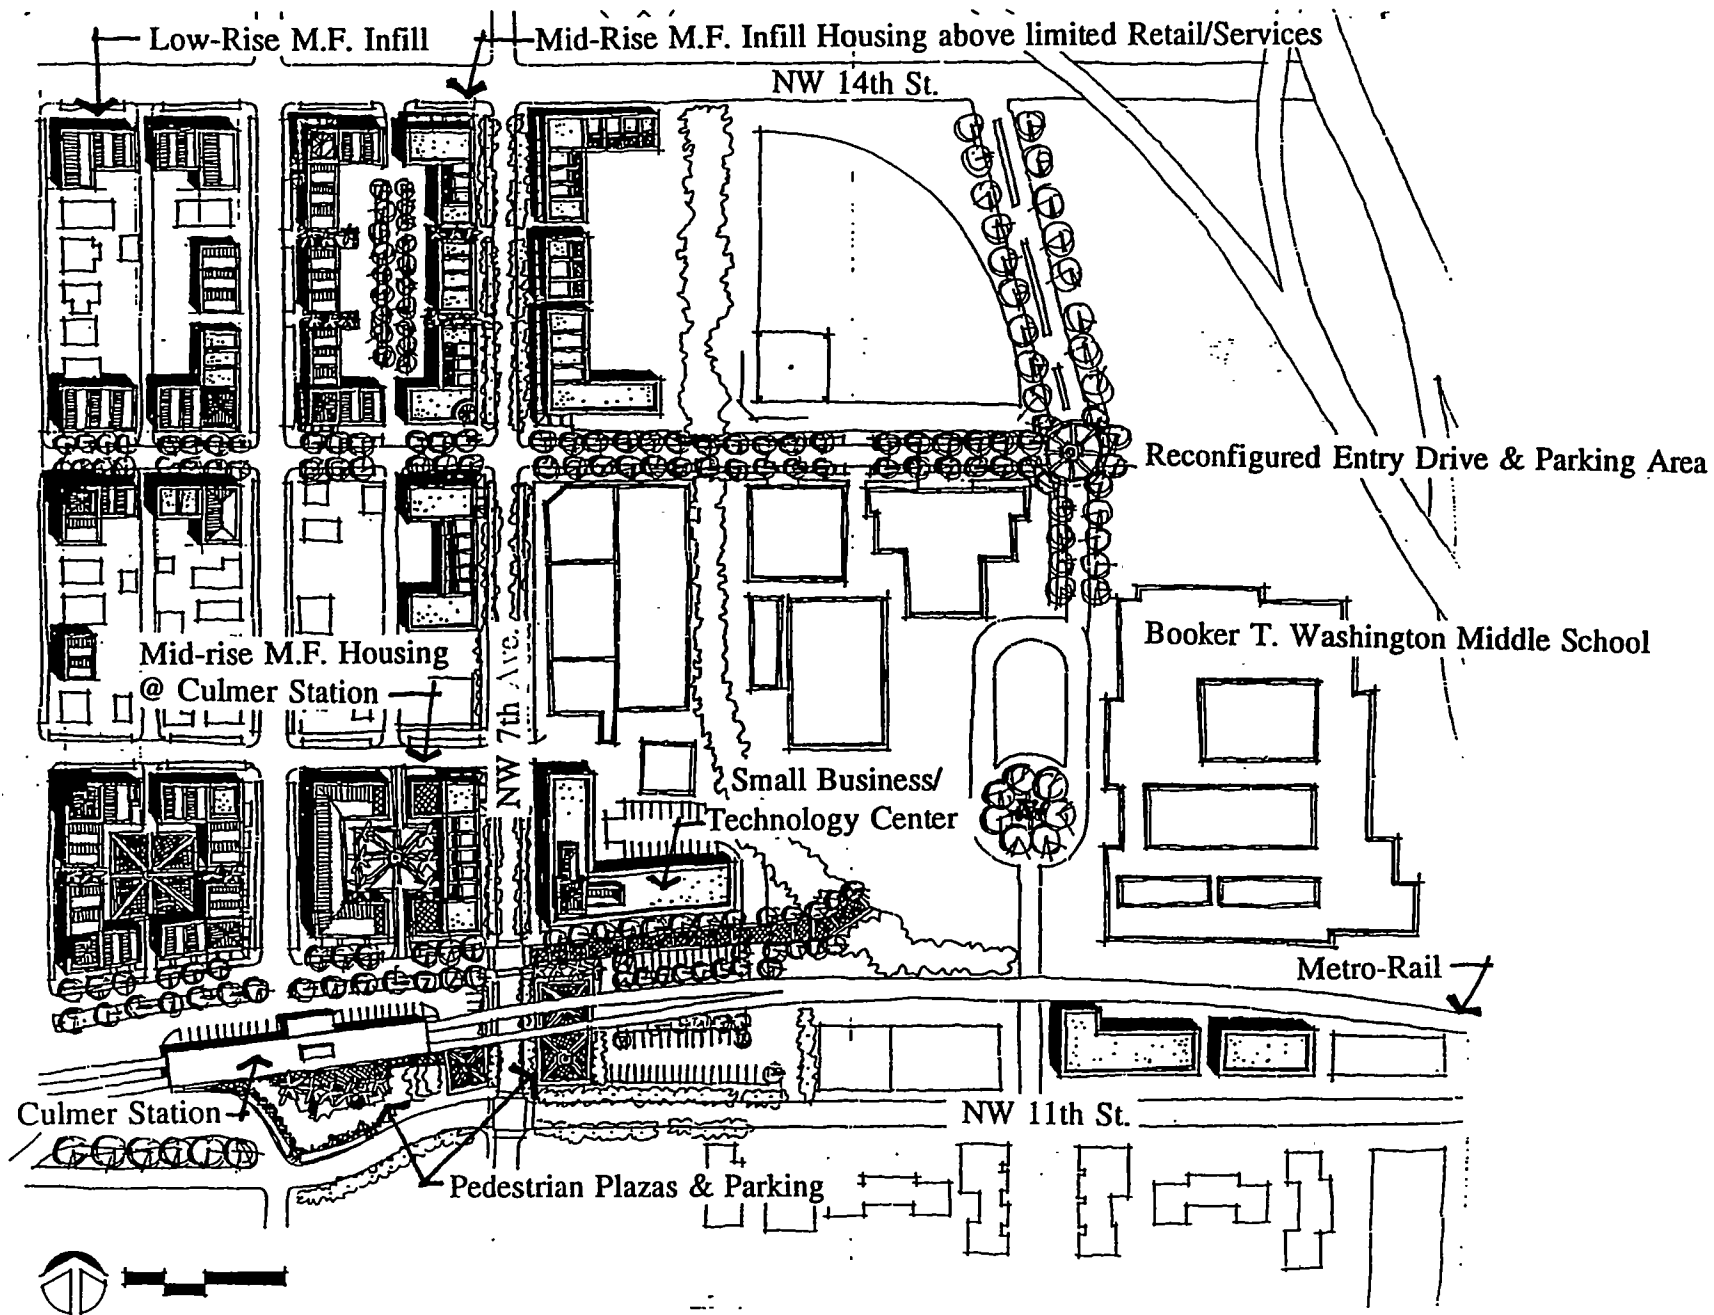 Low-Rise M.F. Infill
Mid-Rise M.F. Infill Housing above limited Retail/Services
NW 14th St.
Reconfigured Entry Drive & Parking Area
Booker T. Washington Middle School
Mid-rise M.F. Housing
@ Culmer Station
NW 7th Ave.
Small Business/
Technology Center
Metro-Rail
Culmer Station
NW 11th St.
Pedestrian Plazas & Parking